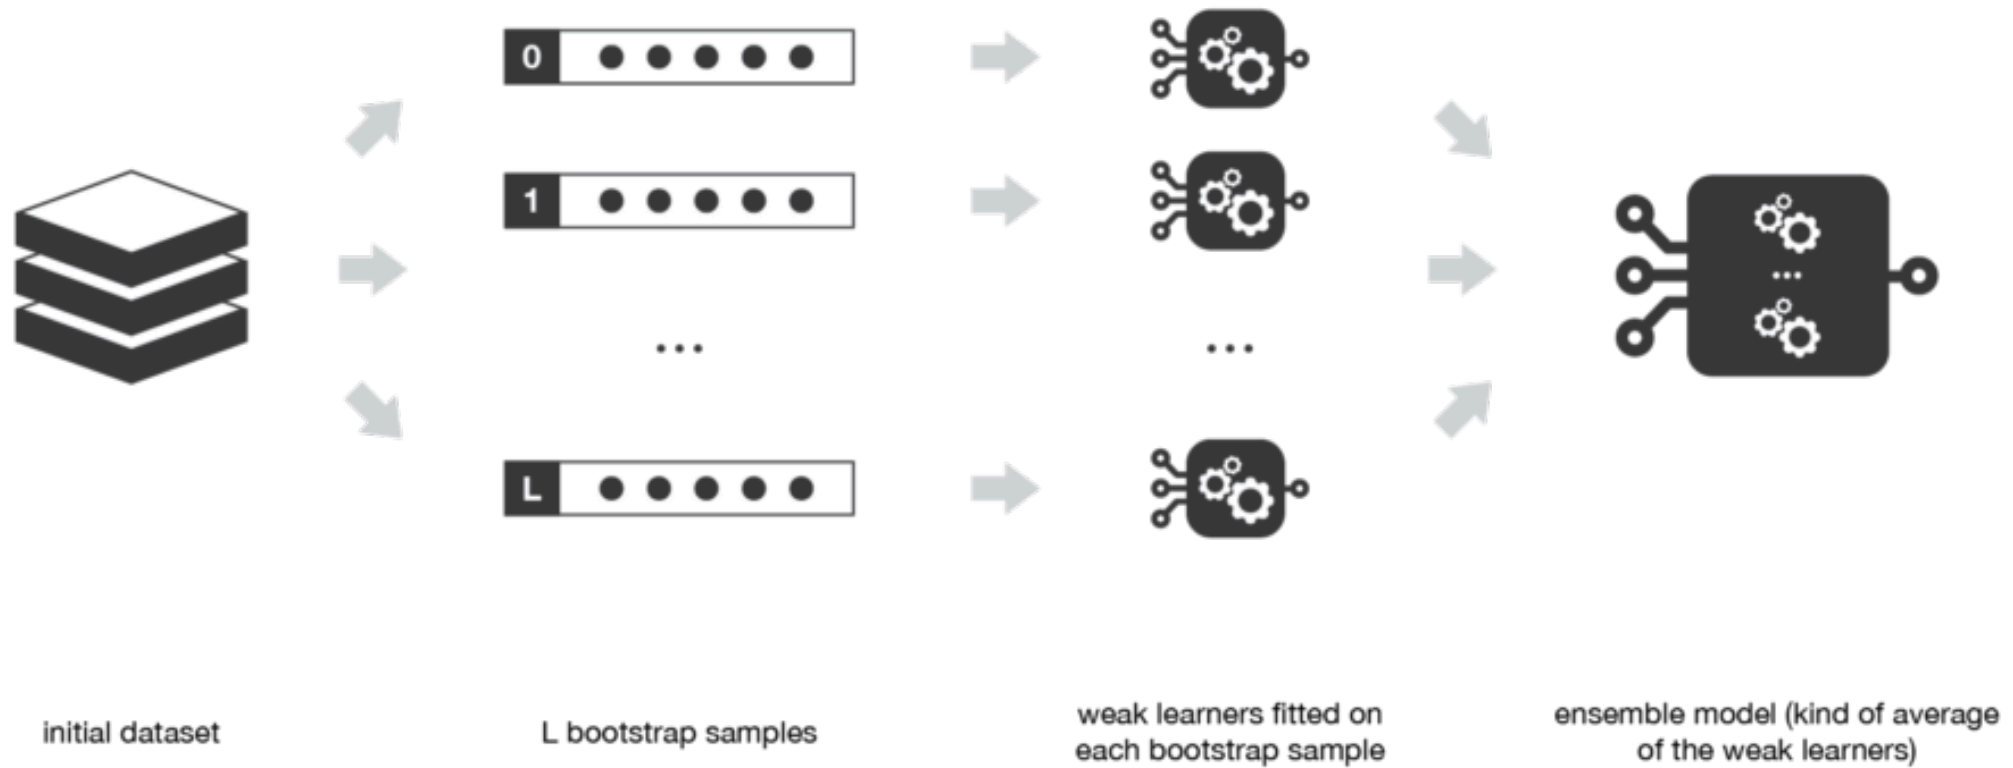 0
1
...
...
L
...
initial dataset
L bootstrap samples
weak learners fitted on
each bootstrap sample
ensemble model (kind of average
of the weak learners)